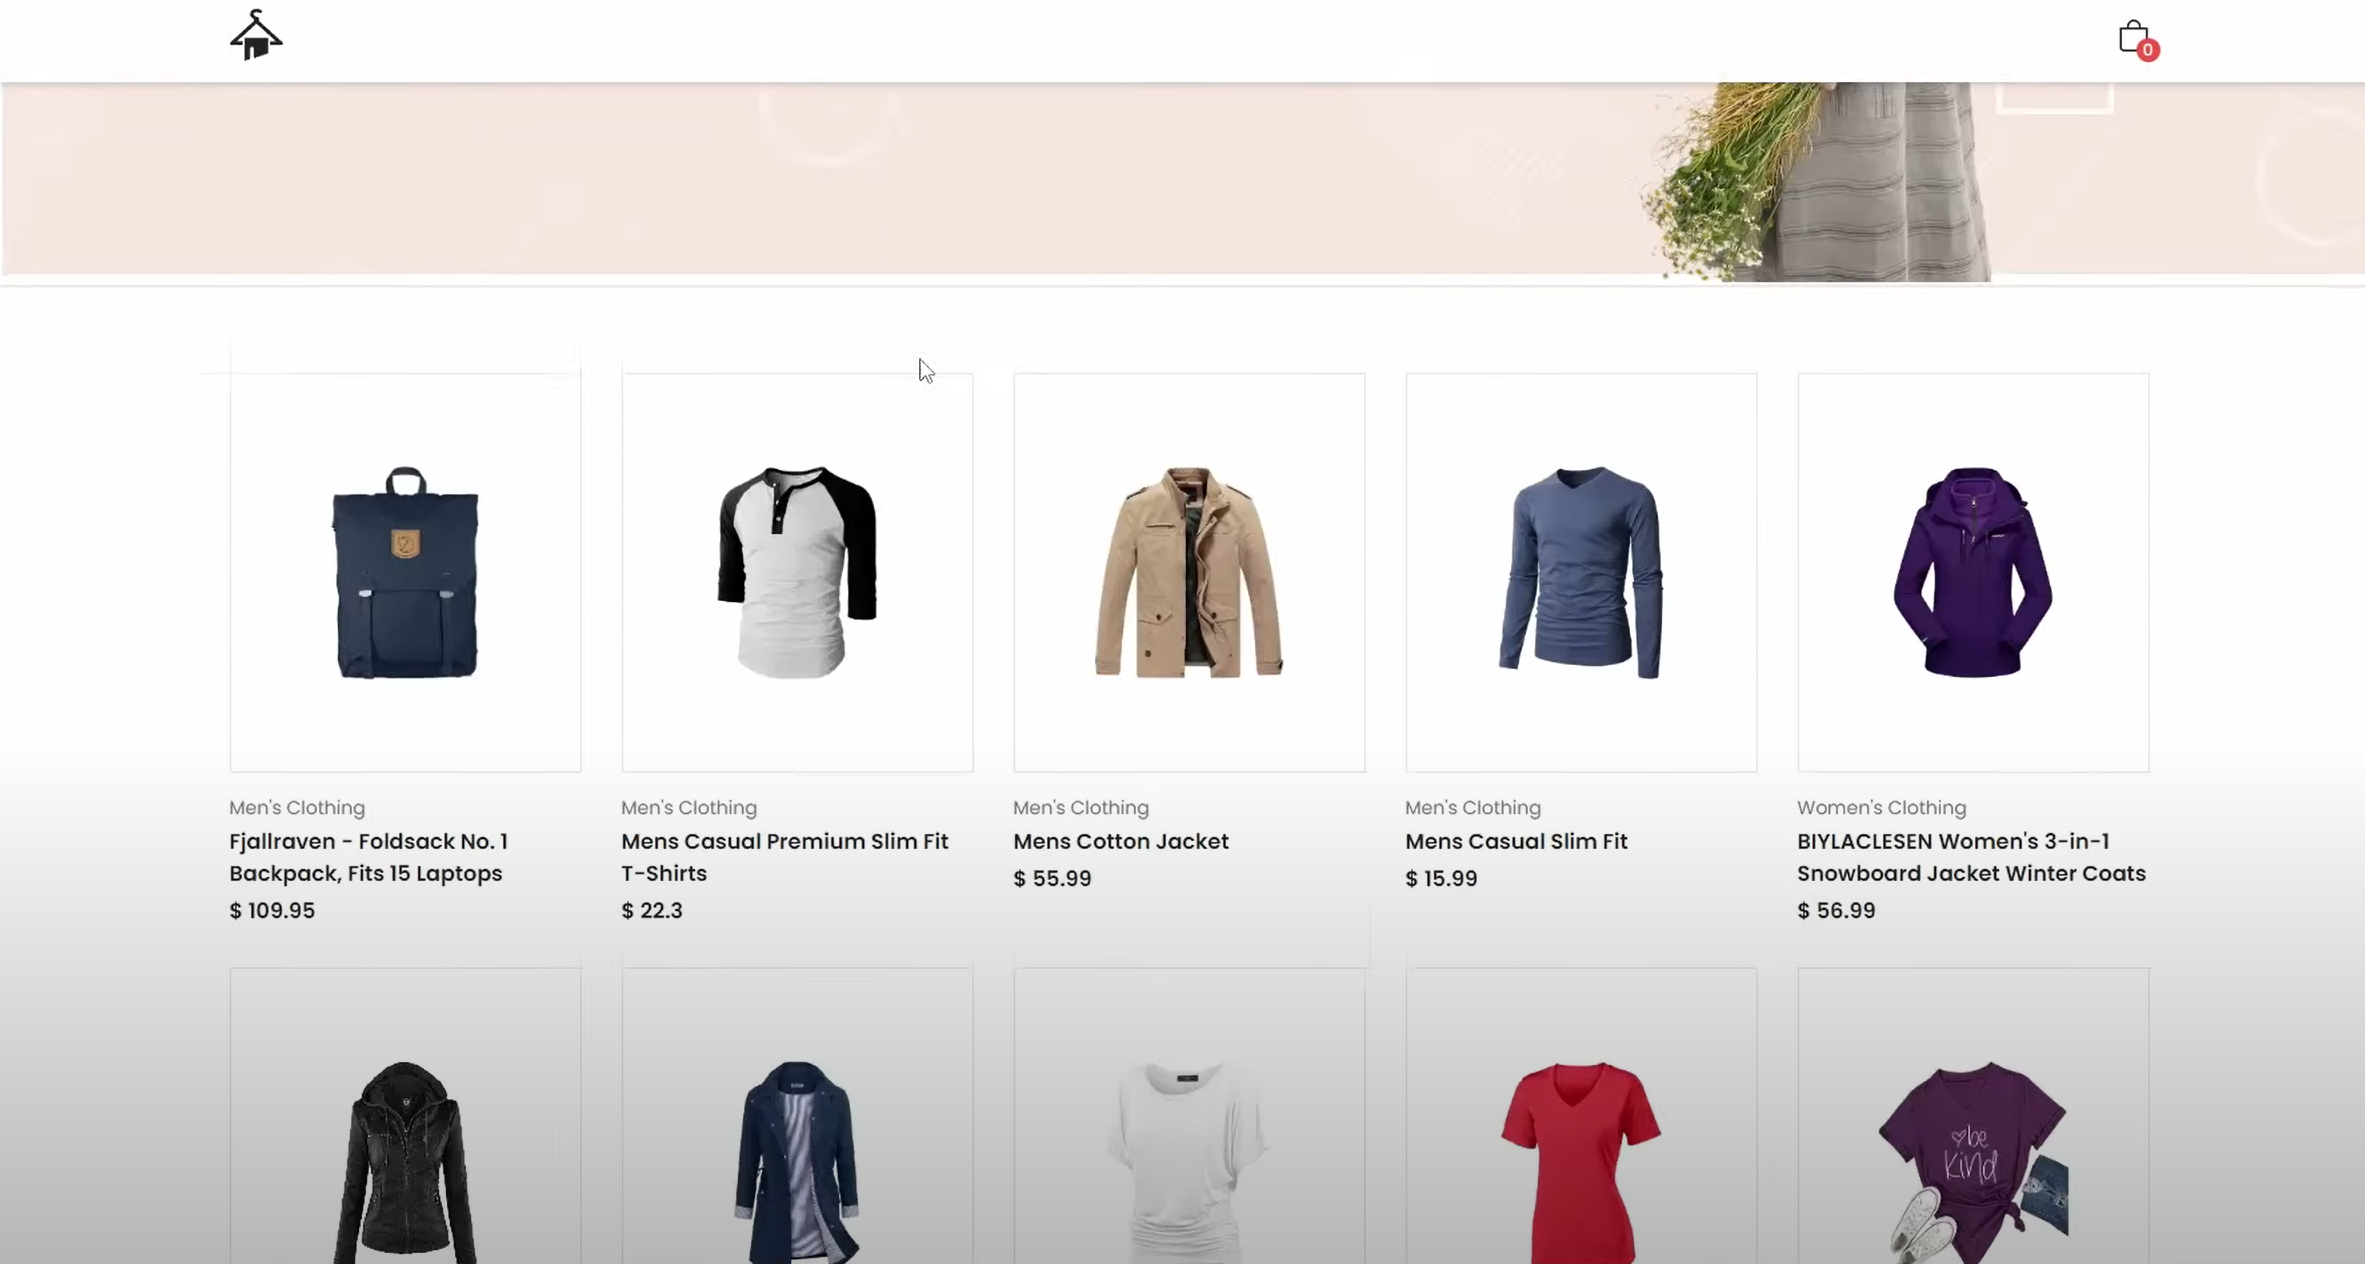 0
Men's Clothing
Fjallraven - Foldsack No. 1
Backpack, Fits 15 Laptops
$ 109.95
Men's Clothing
Mens Casual Premium Slim Fit
T-Shirts
$ 22.3
Men's Clothing
Mens Cotton Jacket
$ 55.99
Men's Clothing
Mens Casual Slim Fit
$ 15.99
Women's Clothing
BIYLACLESEN Women's 3-in-1
Snowboard Jacket Winter Coats
$ 56.99
be
kind